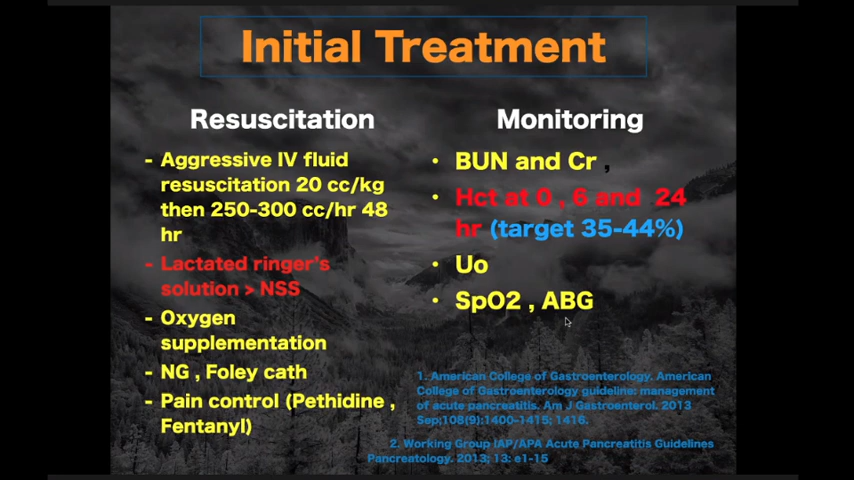 Initial Treatment
Resuscitation
- Aggressive IV fluid
resuscitation 20 cc/kg
then 250-300 cc/hr 48
hr
- Lactated ringer's
solution > NSS
- Oxygen
supplementation
- NG , Foley cath
- Pain control (Pethidine ,
Fentanyl)
Monitoring
• BUN and Cr ,
• Hct at 0 , 6 and 24
hr (target 35-44%)
• Uo
• SpO2 , ABG
1. American College of Gastroenterology. American
College of Gastroenterology guideline: management
of acute pancreatitis. Am J Gastroenterol. 2013
Sep;108(9):1400-1415; 1416.
2. Working Group IAP/APA Acute Pancreatitis Guidelines
Pancreatology. 2013; 13: e1-15